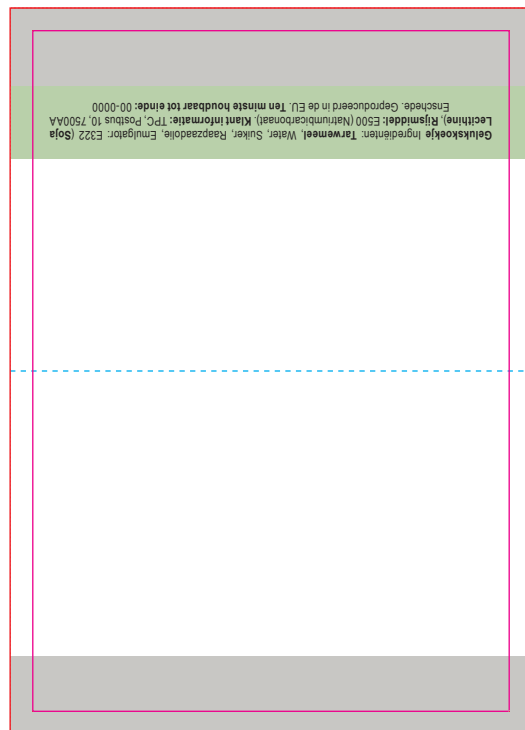 Gelukskoekje Ingrediënten: Tarwemeel, Water, Suiker, Raapzaadolie, Emulgator: E322 (Soja
Lecithine), Rijsmiddel: E500 (Natriumbicarbonaat). Klant informatie: TPC, Postbus 10, 7500AA
Enschede. Geproduceerd in de EU. Ten minste houdbaar tot einde: 00-0000